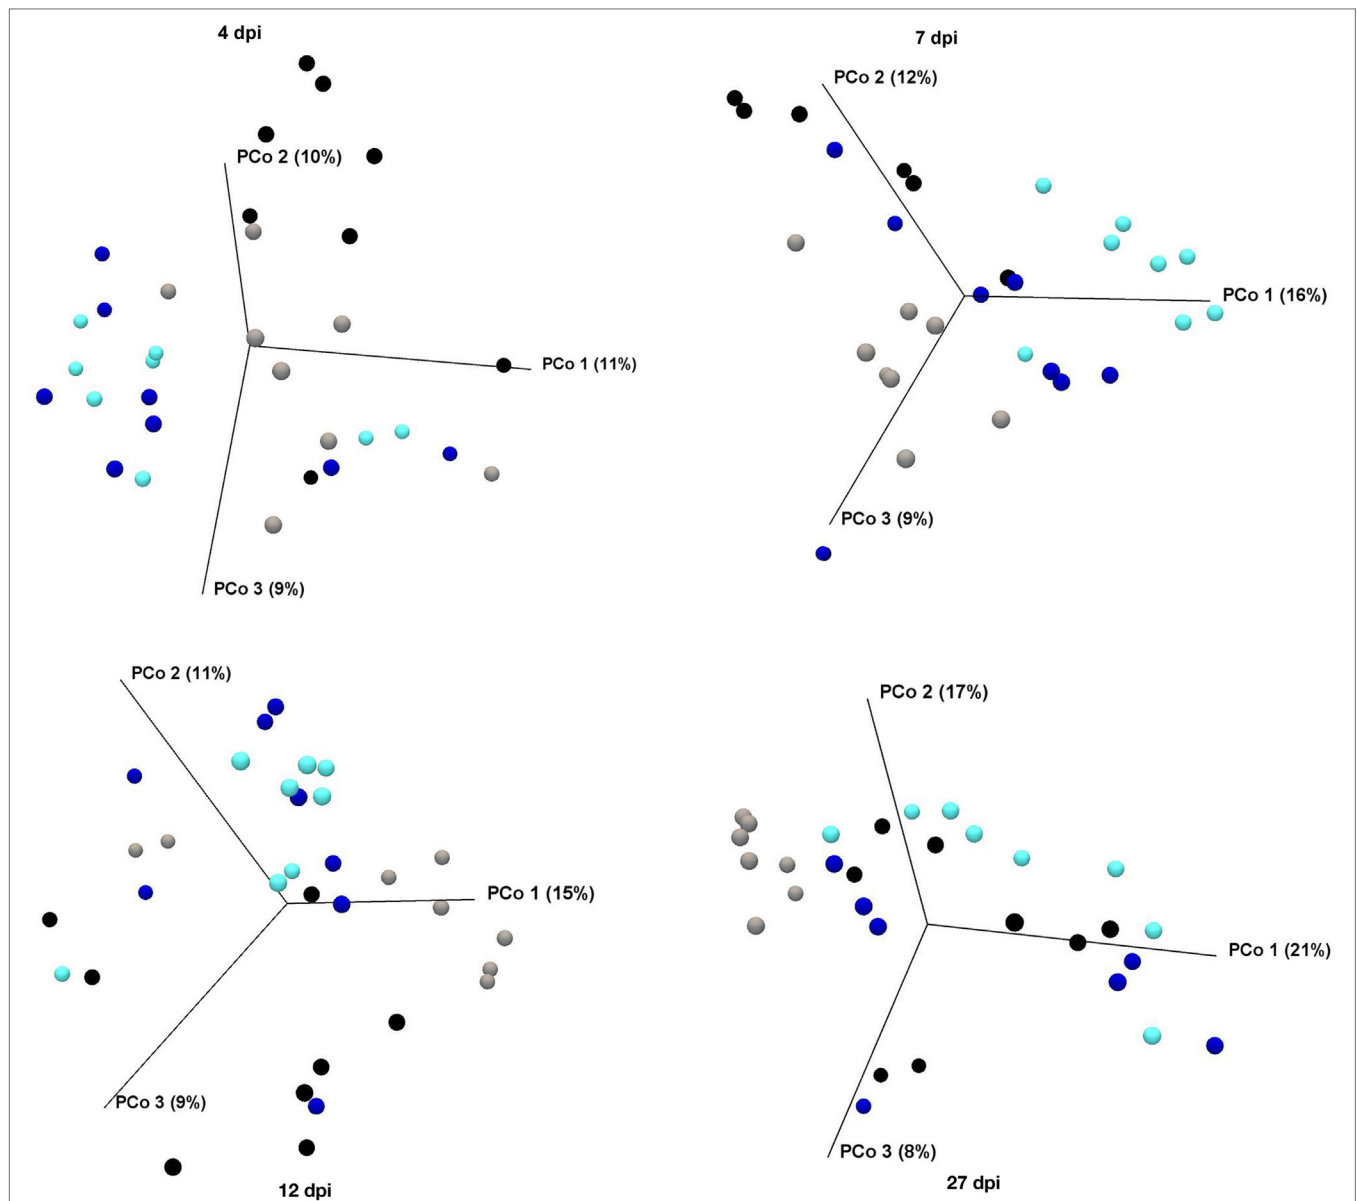 4 dpi
PCo 2 (10%)
PCo 1 (11%)
PCo 3 (9%)
7 dpi
PCo 2 (12%)
PCo 1 (16%)
PCo 3 (9%)
PCo 2 (11%)
PCo 1 (15%)
PCo 3 (9%)
12 dpi
PCo 2 (17%)
PCo 1 (21%)
PCo 3 (8%)
27 dpi